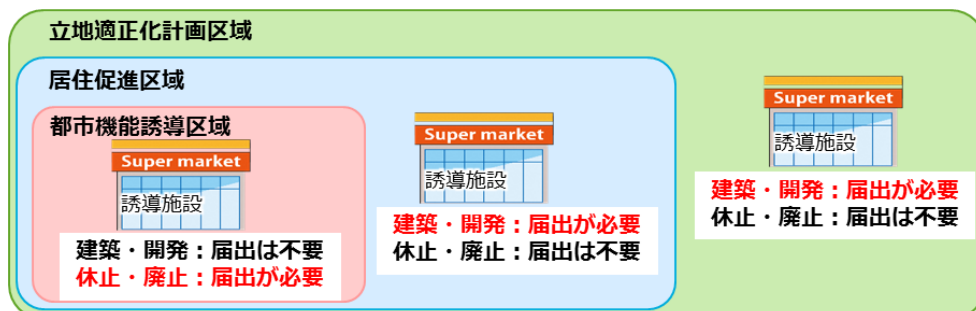 立地適正化計画区域
居住促進区域
都市機能誘導区域
Super market
誘導施設
建築・開発：届出は不要
休止・廃止：届出が必要
Super market
誘導施設
建築・開発：届出が必要
休止・廃止：届出は不要
Super market
誘導施設
建築・開発：届出が必要
休止・廃止：届出は不要